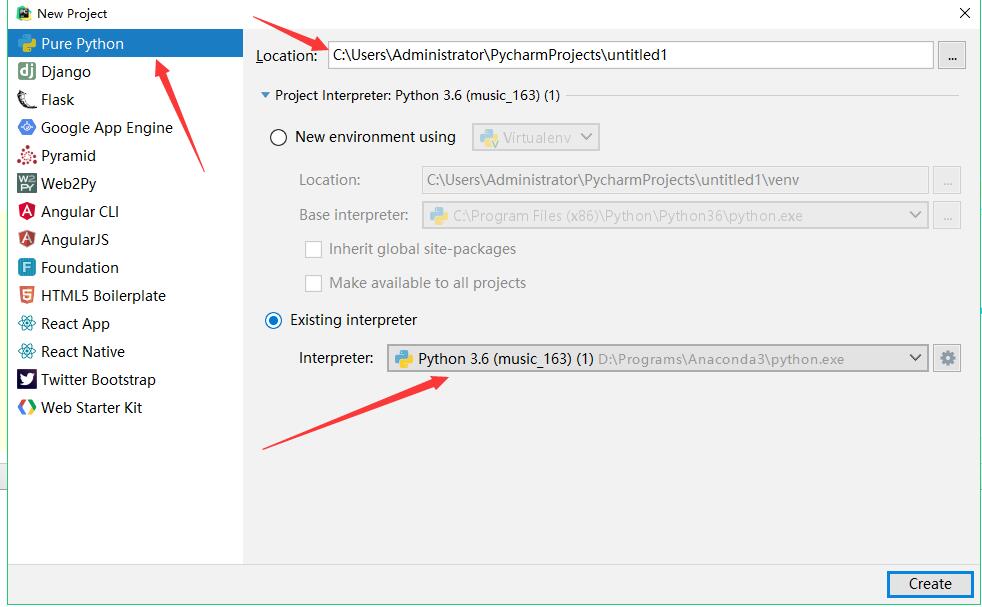 New Project
Pure Python
Django
Flask
Google App Engine
Pyramid
Web2Py
Angular CLI
AngularJS
Foundation
HTML5 Boilerplate
React App
React Native
Twitter Bootstrap
Web Starter Kit
Location: C:\Users\Administrator\PycharmProjects\untitled1 ...
Project Interpreter: Python 3.6 (music_163) (1)
New environment using Virtualenv
Location: C:\Users\Administrator\PycharmProjects\untitled1\venv ...
Base interpreter: C:\Program Files (x86)\Python\Python36\python.exe ...
Inherit global site-packages
Make available to all projects
Existing interpreter
Interpreter: Python 3.6 (music_163) (1) D:\Programs\Anaconda3\python.exe
Create